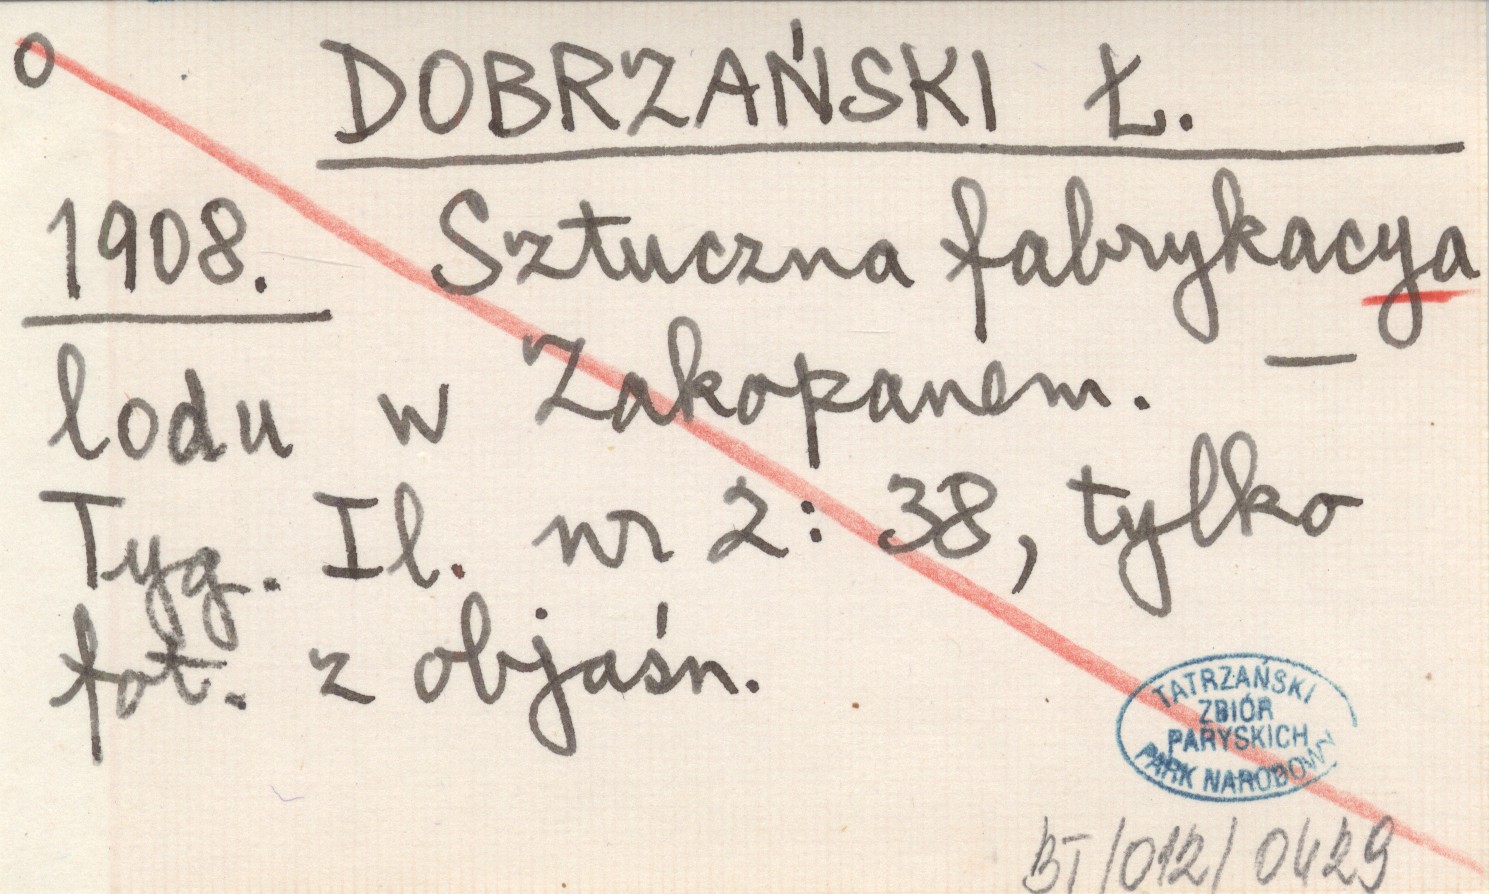 o DOBRZAŃSKI Ł.
1908. Sztuczna fabrykacya
lodu w Zakopanem. —
Tyg. Il. nr 2: 38, tylko
fot. z objaśn.
TATRZAŃSKI
ZBIÓR
PARYSKICH
PARK NARODOWY
BT/012/0429